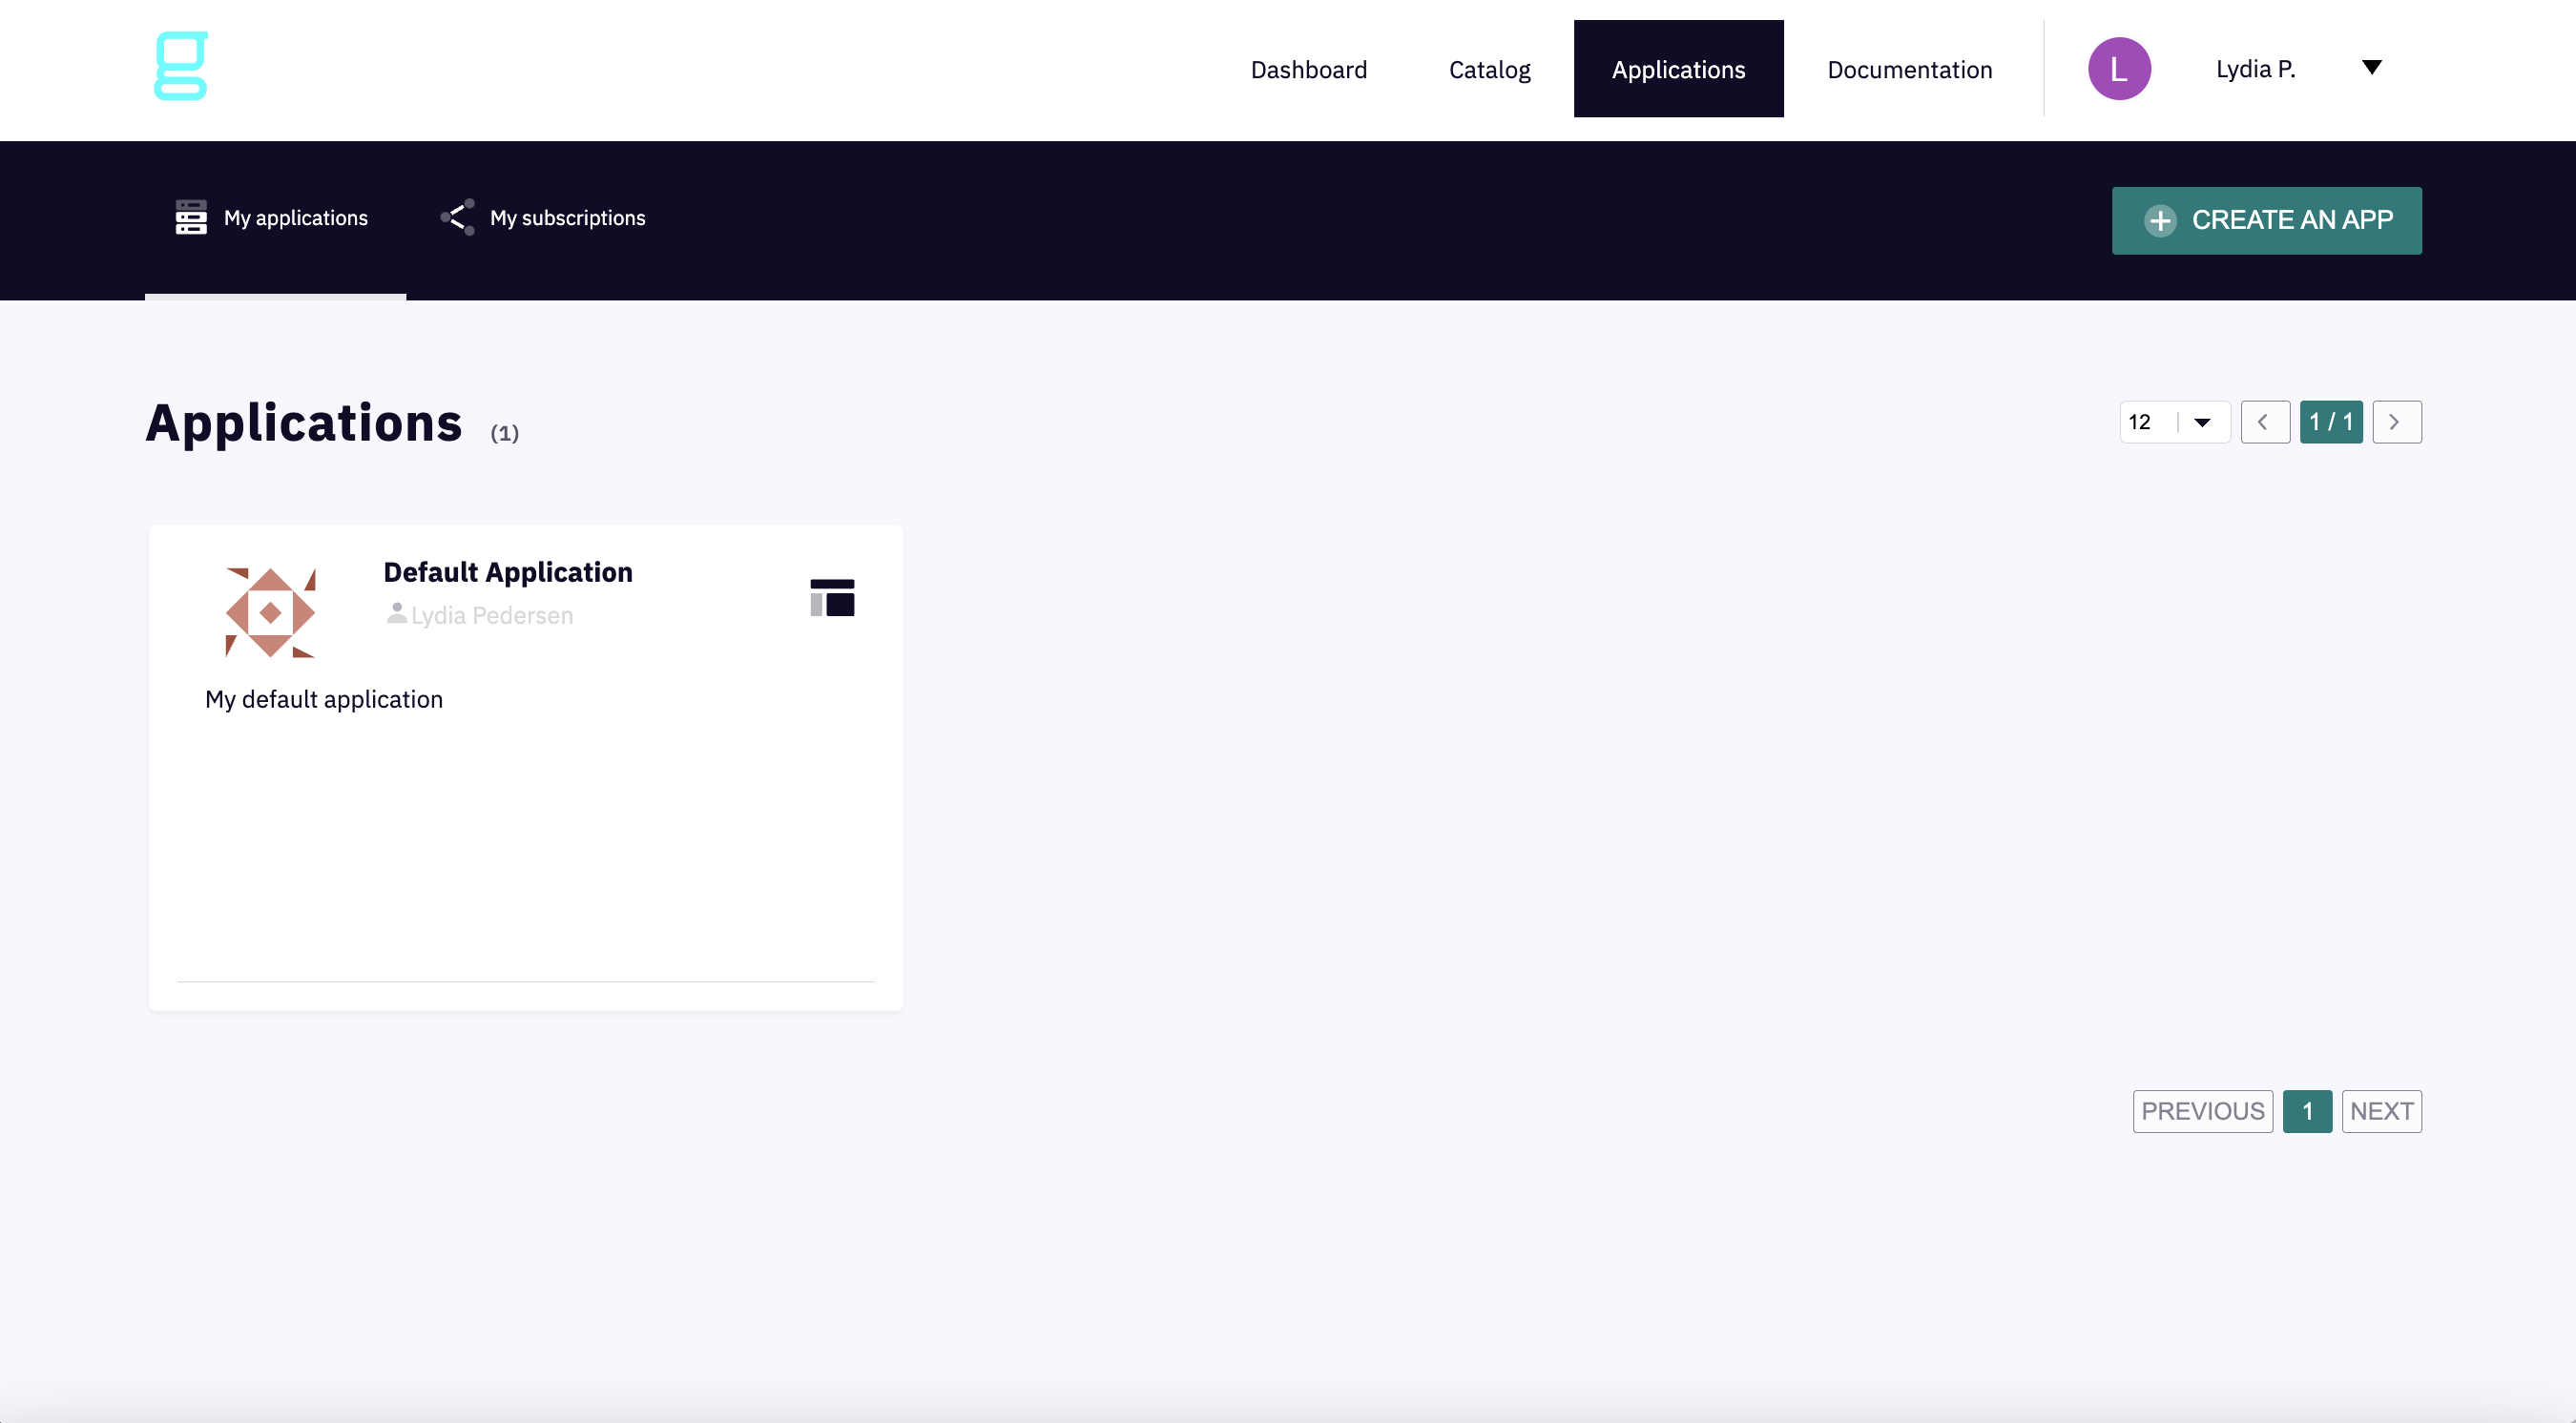 g
Dashboard
Catalog
Applications
Documentation
L
Lydia P.
My applications
My subscriptions
CREATE AN APP
Applications (1)
12
1 / 1
Default Application
Lydia Pedersen
My default application
PREVIOUS
1
NEXT